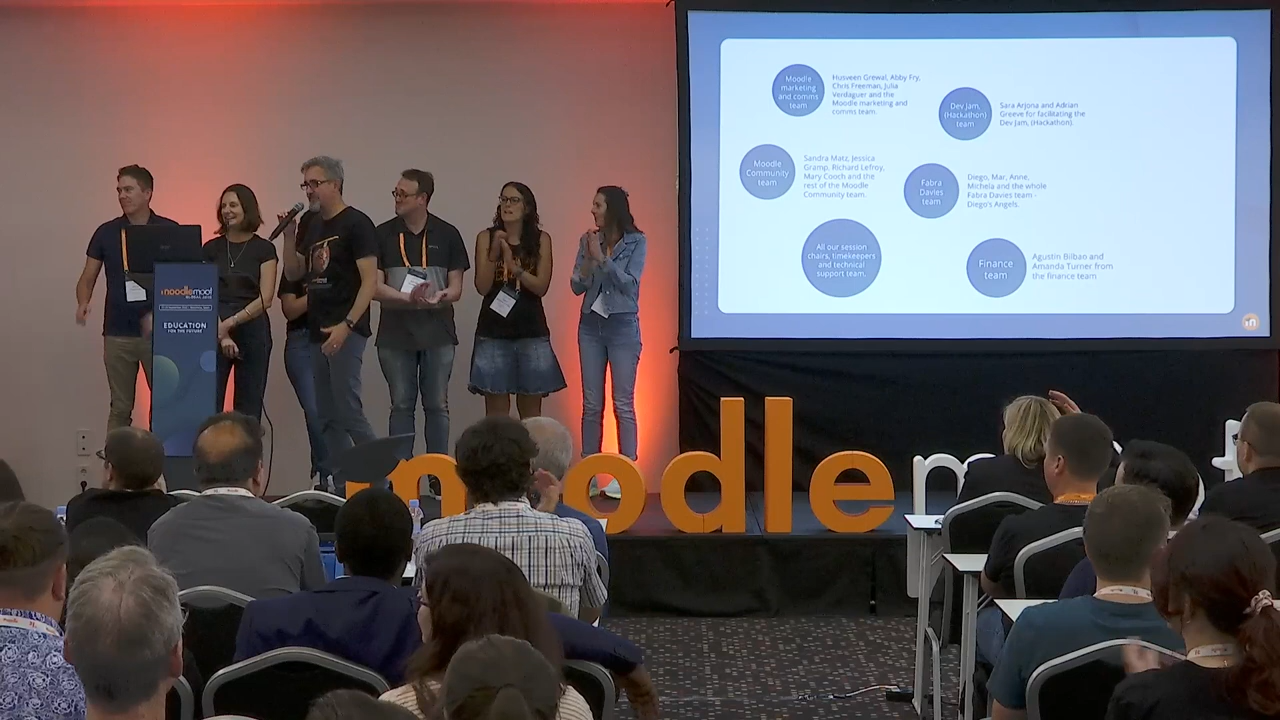 Moodle
marketing
and comms
team
Husveen Grewal, Abby Fry,
Chris Freeman, Julia
Verdaguer and the
Moodle marketing and
comms team.
Dev Jam,
(Hackathon)
team
Sara Arjona and Adrian
Greeve for facilitating the
Dev Jam, (Hackathon).
Moodle
Community
team
Sandra Matz, Jessica
Gramp, Richard Lefroy,
Mary Cooch and the
rest of the Moodle
Community team.
Fabra
Davies
team
Diego, Mar, Anne,
Michela and the whole
Fabra Davies team -
Diego's Angels.
All our session
chairs, timekeepers
and technical
support team.
Finance
team
Agustin Bilbao and
Amanda Turner from
the finance team
moodlemoot
EDUCATION
FOR THE FUTURE
moodle m